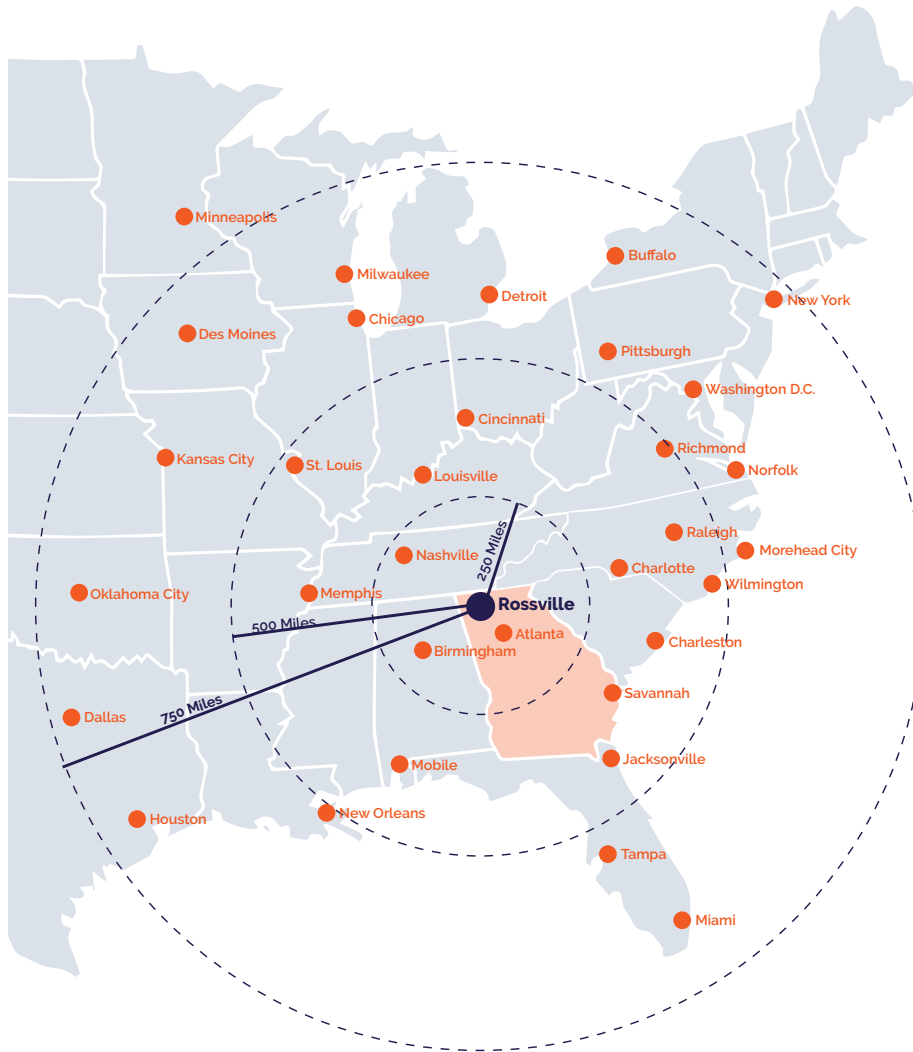 Minneapolis
Buffalo
Milwaukee
Detroit
New York
Chicago
Des Moines
Pittsburgh
Washington D.C.
Cincinnati
Richmond
Kansas City
St. Louis
Norfolk
Louisville
250 Miles
Raleigh
Nashville
Morehead City
Charlotte
Wilmington
Oklahoma City
Memphis
Rossville
500 Miles
Atlanta
Charleston
Birmingham
Savannah
750 Miles
Dallas
Jacksonville
Mobile
New Orleans
Houston
Tampa
Miami